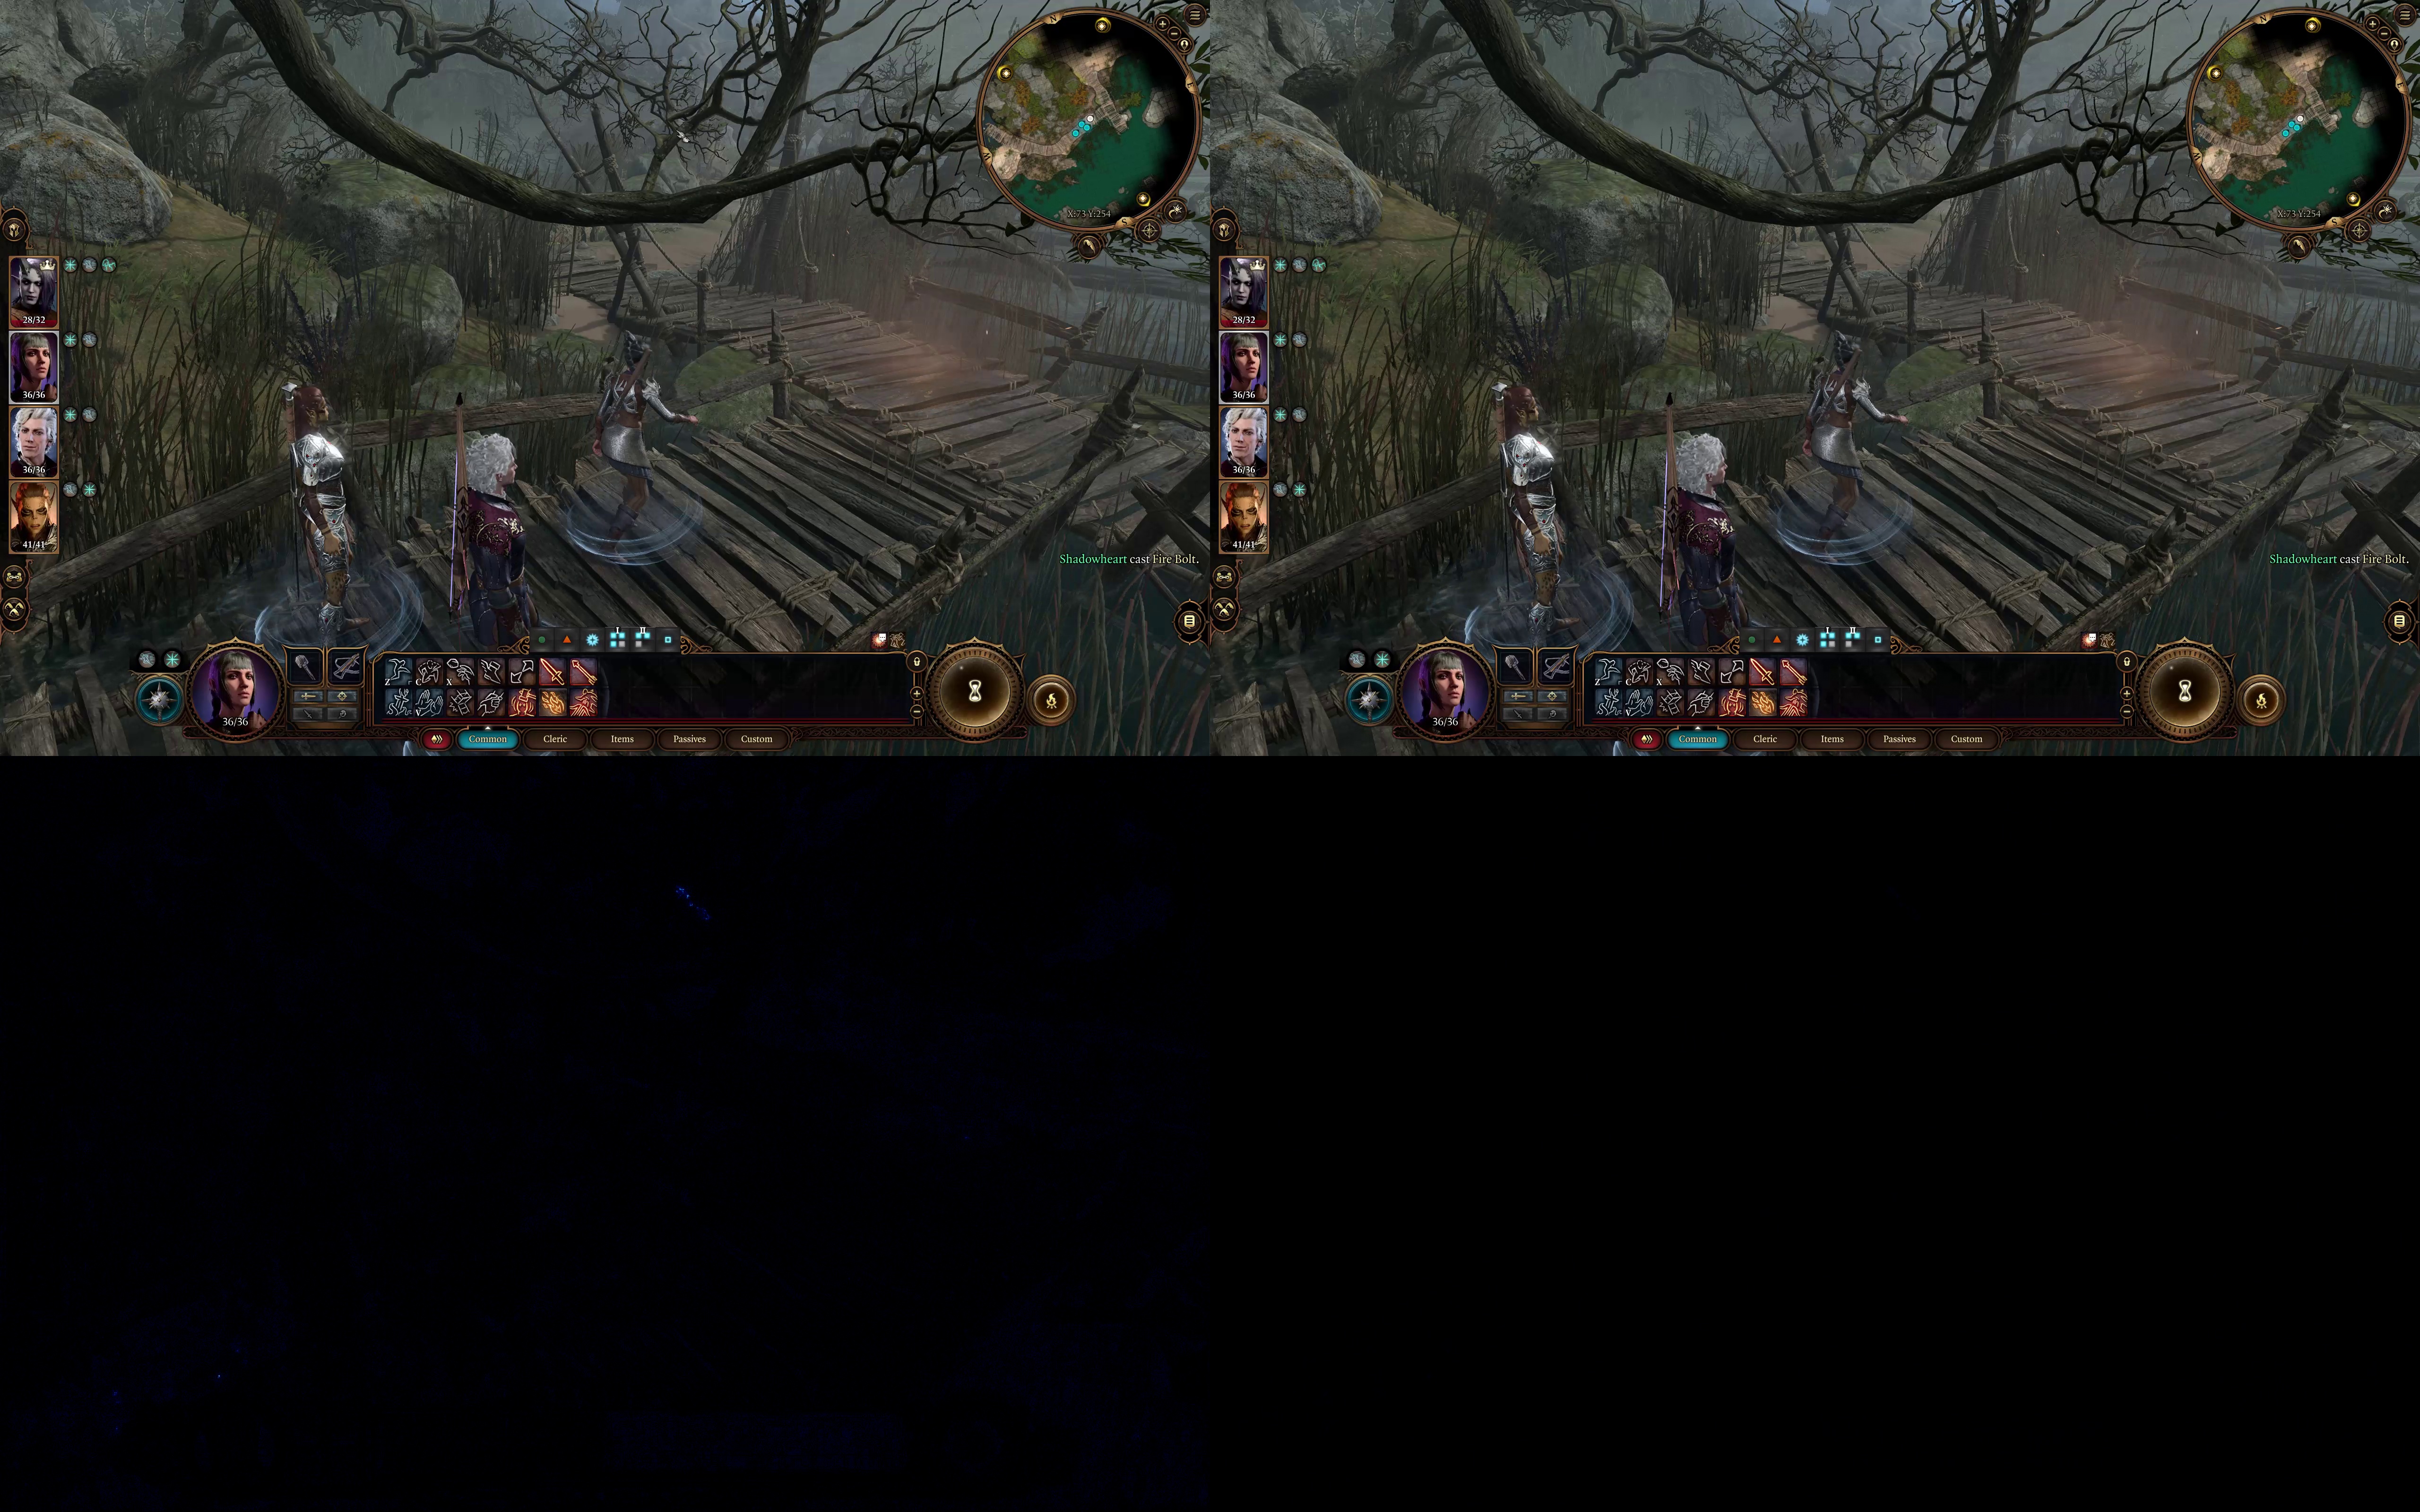 N
X:73 Y:254
S
28/32
36/36
36/36
41/41
Shadowheart cast Fire Bolt.
I II
Z C X
V
36/36
Common Cleric Items Passives Custom
N
X:73 Y:254
S
28/32
36/36
36/36
41/41
Shadowheart cast Fire Bolt.
I II
Z C X
V
36/36
Common Cleric Items Passives Custom